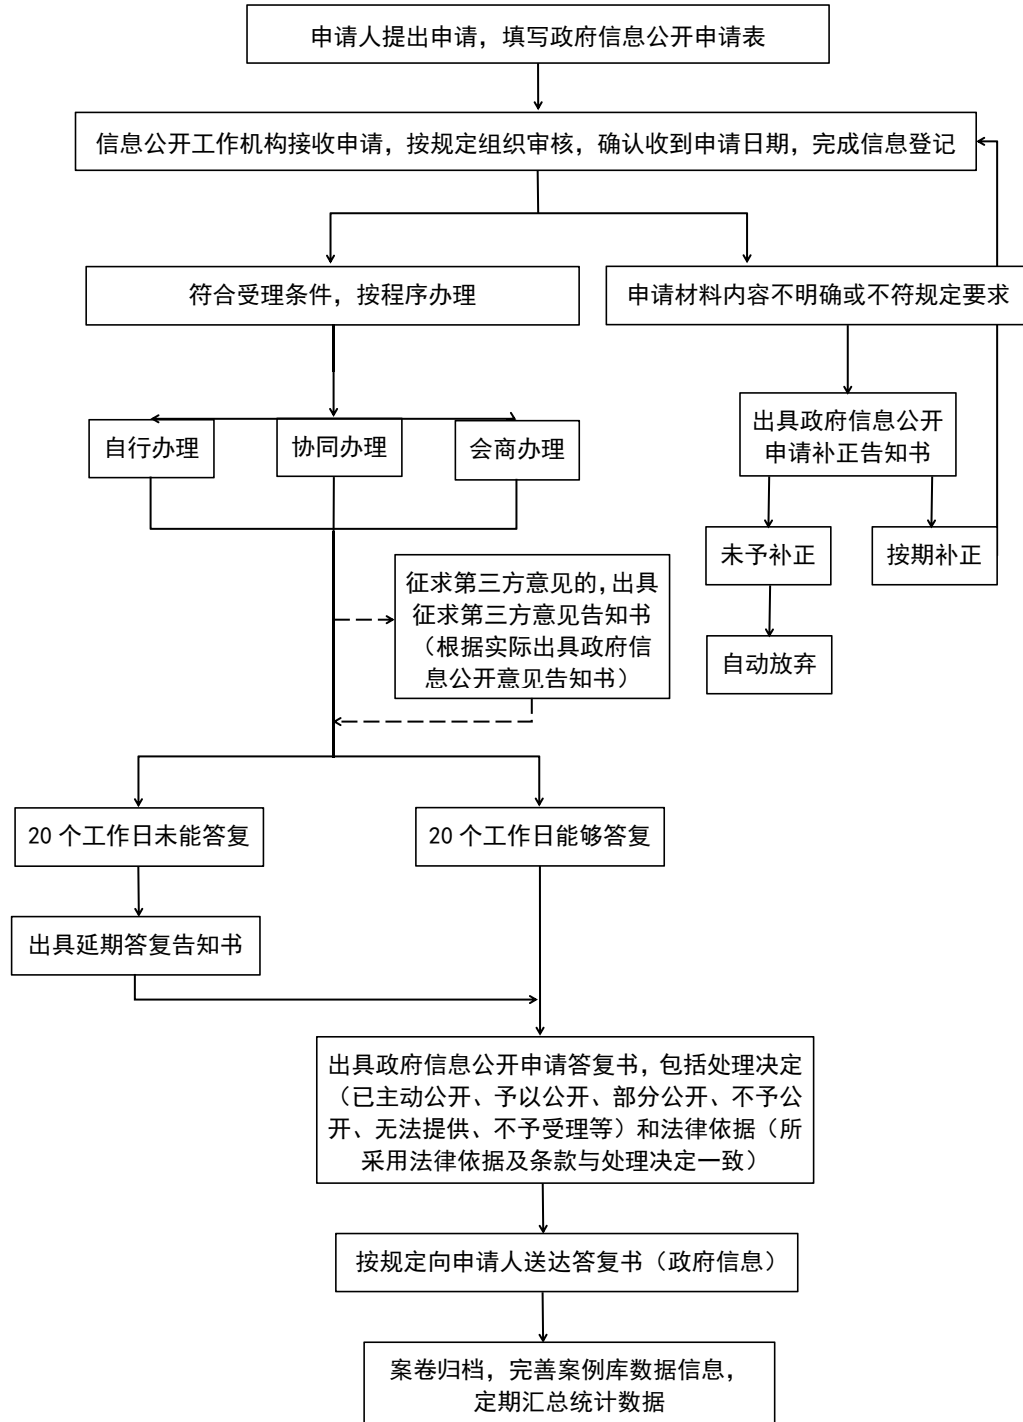 申请人提出申请，填写政府信息公开申请表
信息公开工作机构接收申请，按规定组织审核，确认收到申请日期，完成信息登记
符合受理条件，按程序办理
申请材料内容不明确或不符规定要求
自行办理
协同办理
会商办理
出具政府信息公开
申请补正告知书
未予补正
按期补正
征求第三方意见的，出具
征求第三方意见告知书
（根据实际出具政府信
息公开意见告知书）
自动放弃
20 个工作日未能答复
20 个工作日能够答复
出具延期答复告知书
出具政府信息公开申请答复书，包括处理决定
（已主动公开、予以公开、部分公开、不予公
开、无法提供、不予受理等）和法律依据（所
采用法律依据及条款与处理决定一致）
按规定向申请人送达答复书（政府信息）
案卷归档，完善案例库数据信息，
定期汇总统计数据